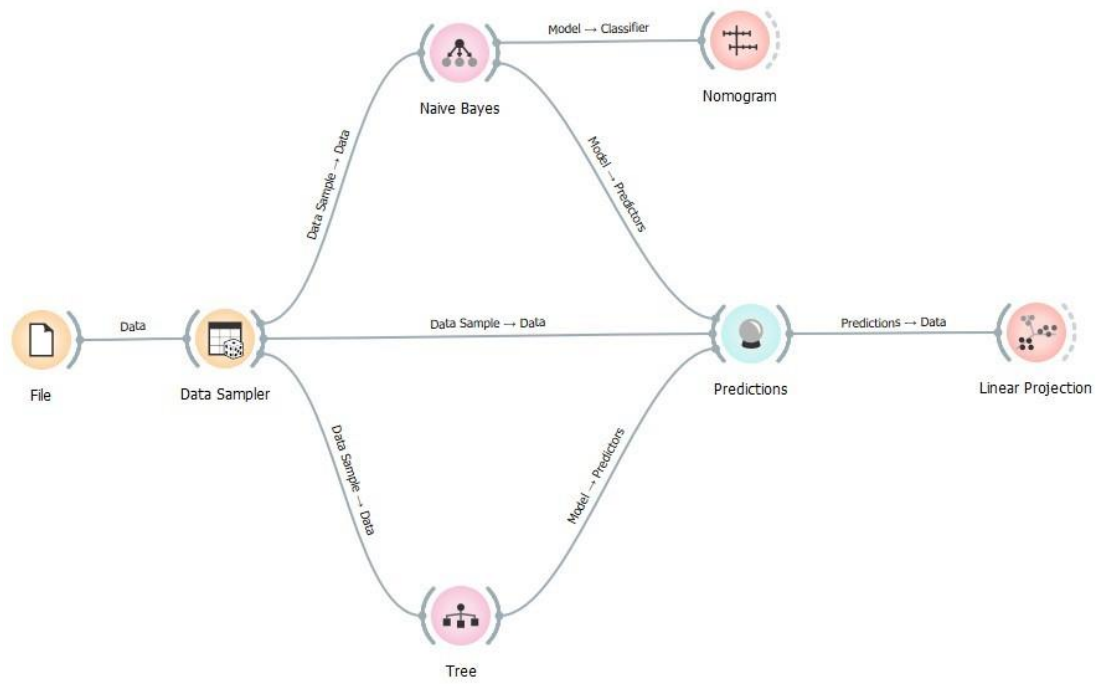 Model → Classifier
Nomogram
Naive Bayes
Data Sample → Data
Model → Predictors
Data
Data Sample → Data
Predictions → Data
File
Data Sampler
Predictions
Linear Projection
Data Sample → Data
Model → Predictors
Tree